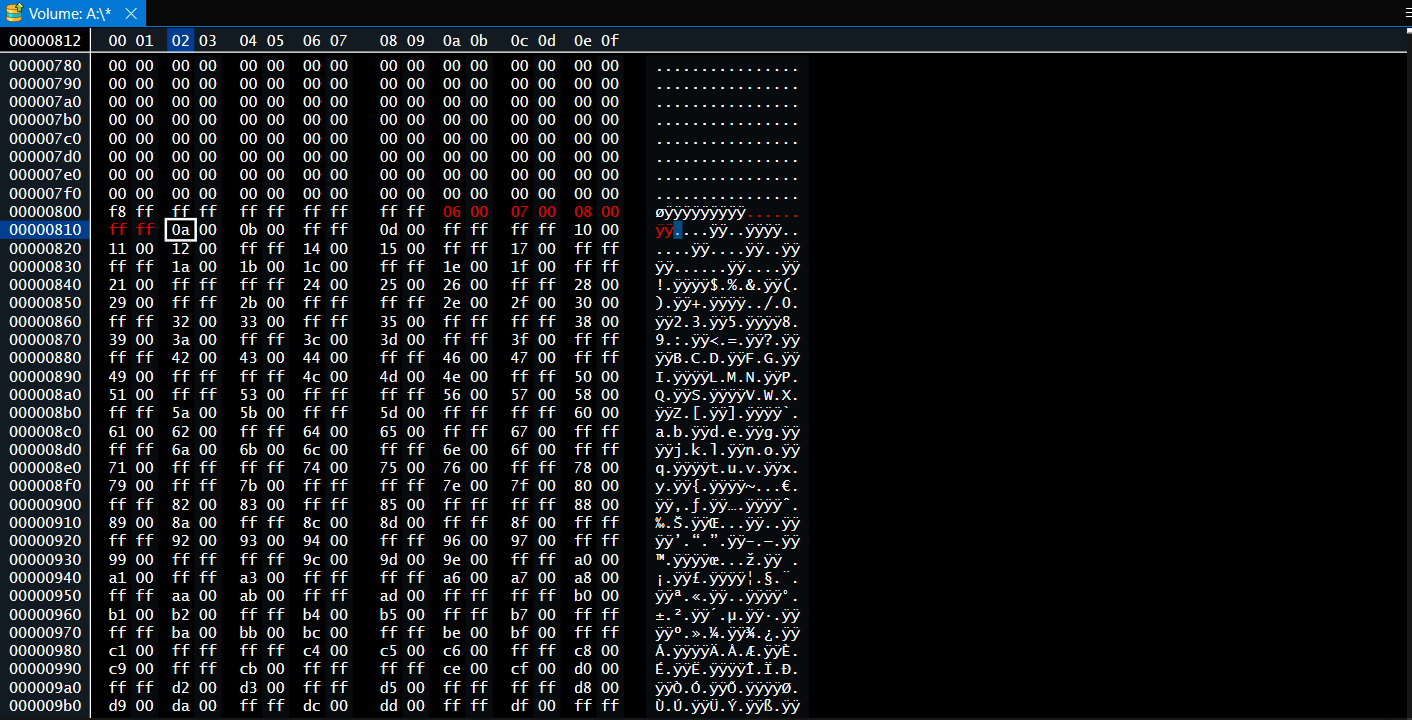 Volume: A:\*
00000812 00 01 02 03 04 05 06 07 08 09 0a 0b 0c 0d 0e 0f
00000780 00 00 00 00 00 00 00 00 00 00 00 00 00 00 00 00 ................
00000790 00 00 00 00 00 00 00 00 00 00 00 00 00 00 00 00 ................
000007a0 00 00 00 00 00 00 00 00 00 00 00 00 00 00 00 00 ................
000007b0 00 00 00 00 00 00 00 00 00 00 00 00 00 00 00 00 ................
000007c0 00 00 00 00 00 00 00 00 00 00 00 00 00 00 00 00 ................
000007d0 00 00 00 00 00 00 00 00 00 00 00 00 00 00 00 00 ................
000007e0 00 00 00 00 00 00 00 00 00 00 00 00 00 00 00 00 ................
000007f0 00 00 00 00 00 00 00 00 00 00 00 00 00 00 00 00 ................
00000800 f8 ff ff ff ff ff ff ff ff ff 06 00 07 00 08 00 øÿÿÿÿÿÿÿÿÿ......
00000810 ff ff 0a 00 0b 00 ff ff 0d 00 ff ff ff ff 10 00 ÿÿ....ÿÿ..ÿÿÿÿ..
00000820 11 00 12 00 ff ff 14 00 15 00 ff ff 17 00 ff ff ....ÿÿ....ÿÿ..ÿÿ
00000830 ff ff 1a 00 1b 00 1c 00 ff ff 1e 00 1f 00 ff ff ÿÿ......ÿÿ....ÿÿ
00000840 21 00 ff ff ff ff 24 00 25 00 26 00 ff ff 28 00 !.ÿÿÿÿ$.%.&.ÿÿ(.
00000850 29 00 ff ff 2b 00 ff ff ff ff 2e 00 2f 00 30 00 ).ÿÿ+.ÿÿÿÿ../.0.
00000860 ff ff 32 00 33 00 ff ff 35 00 ff ff ff ff 38 00 ÿÿ2.3.ÿÿ5.ÿÿÿÿ8.
00000870 39 00 3a 00 ff ff 3c 00 3d 00 ff ff 3f 00 ff ff 9.:.ÿÿ<.=.ÿÿ?.ÿÿ
00000880 ff ff 42 00 43 00 44 00 ff ff 46 00 47 00 ff ff ÿÿB.C.D.ÿÿF.G.ÿÿ
00000890 49 00 ff ff ff ff 4c 00 4d 00 4e 00 ff ff 50 00 I.ÿÿÿÿL.M.N.ÿÿP.
000008a0 51 00 ff ff 53 00 ff ff ff ff 56 00 57 00 58 00 Q.ÿÿS.ÿÿÿÿV.W.X.
000008b0 ff ff 5a 00 5b 00 ff ff 5d 00 ff ff ff ff 60 00 ÿÿZ.[.ÿÿ].ÿÿÿÿ`.
000008c0 61 00 62 00 ff ff 64 00 65 00 ff ff 67 00 ff ff a.b.ÿÿd.e.ÿÿg.ÿÿ
000008d0 ff ff 6a 00 6b 00 6c 00 ff ff 6e 00 6f 00 ff ff ÿÿj.k.l.ÿÿn.o.ÿÿ
000008e0 71 00 ff ff ff ff 74 00 75 00 76 00 ff ff 78 00 q.ÿÿÿÿt.u.v.ÿÿx.
000008f0 79 00 ff ff 7b 00 ff ff ff ff 7e 00 7f 00 80 00 y.ÿÿ{.ÿÿÿÿ~...€.
00000900 ff ff 82 00 83 00 ff ff 85 00 ff ff ff ff 88 00 ÿÿ‚.ƒ.ÿÿ….ÿÿÿÿˆ.
00000910 89 00 8a 00 ff ff 8c 00 8d 00 ff ff 8f 00 ff ff ‰.Š.ÿÿŒ...ÿÿ..ÿÿ
00000920 ff ff 92 00 93 00 94 00 ff ff 96 00 97 00 ff ff ÿÿ’.“.”.ÿÿ–.—.ÿÿ
00000930 99 00 ff ff ff ff 9c 00 9d 00 9e 00 ff ff a0 00 ™.ÿÿÿÿœ...ž.ÿÿ .
00000940 a1 00 ff ff a3 00 ff ff ff ff a6 00 a7 00 a8 00 ¡.ÿÿ£.ÿÿÿÿ¦.§.¨.
00000950 ff ff aa 00 ab 00 ff ff ad 00 ff ff ff ff b0 00 ÿÿª.«.ÿÿ..ÿÿÿÿ°.
00000960 b1 00 b2 00 ff ff b4 00 b5 00 ff ff b7 00 ff ff ±.².ÿÿ´.µ.ÿÿ·.ÿÿ
00000970 ff ff ba 00 bb 00 bc 00 ff ff be 00 bf 00 ff ff ÿÿº.».¼.ÿÿ¾.¿.ÿÿ
00000980 c1 00 ff ff ff ff c4 00 c5 00 c6 00 ff ff c8 00 Á.ÿÿÿÿÄ.Å.Æ.ÿÿÈ.
00000990 c9 00 ff ff cb 00 ff ff ff ff ce 00 cf 00 d0 00 É.ÿÿË.ÿÿÿÿÎ.Ï.Ð.
000009a0 ff ff d2 00 d3 00 ff ff d5 00 ff ff ff ff d8 00 ÿÿÒ.Ó.ÿÿÕ.ÿÿÿÿØ.
000009b0 d9 00 da 00 ff ff dc 00 dd 00 ff ff df 00 ff ff Ù.Ú.ÿÿÜ.Ý.ÿÿß.ÿÿ